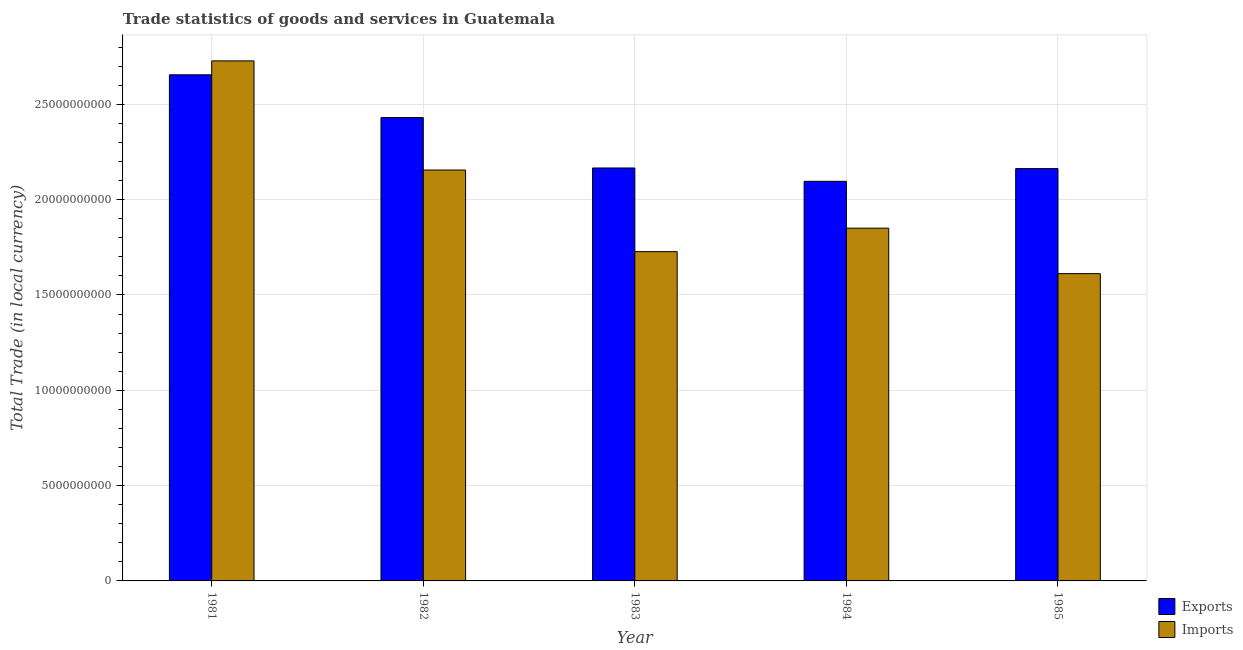 Trade statistics of goods and services in Guatemala
Total Trade (in local currency)
25000000000
20000000000
15000000000
10000000000
5000000000
0
1981
1982
1983
1984
1985
Year
Exports
Imports